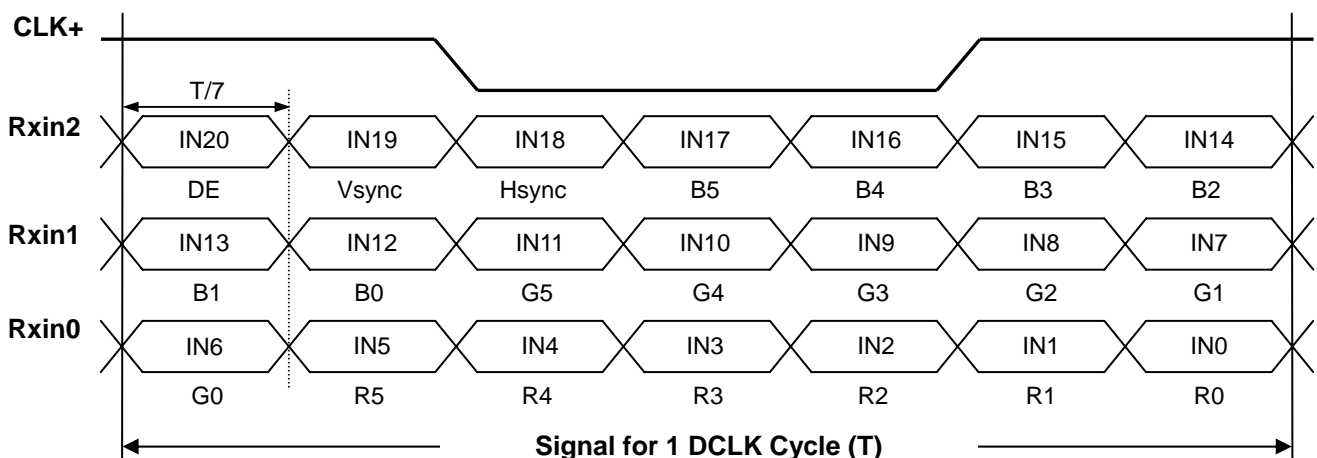 CLK+
T/7
Rxin2 IN20 IN19 IN18 IN17 IN16 IN15 IN14
DE Vsync Hsync B5 B4 B3 B2
Rxin1 IN13 IN12 IN11 IN10 IN9 IN8 IN7
B1 B0 G5 G4 G3 G2 G1
Rxin0 IN6 IN5 IN4 IN3 IN2 IN1 IN0
G0 R5 R4 R3 R2 R1 R0
Signal for 1 DCLK Cycle (T)